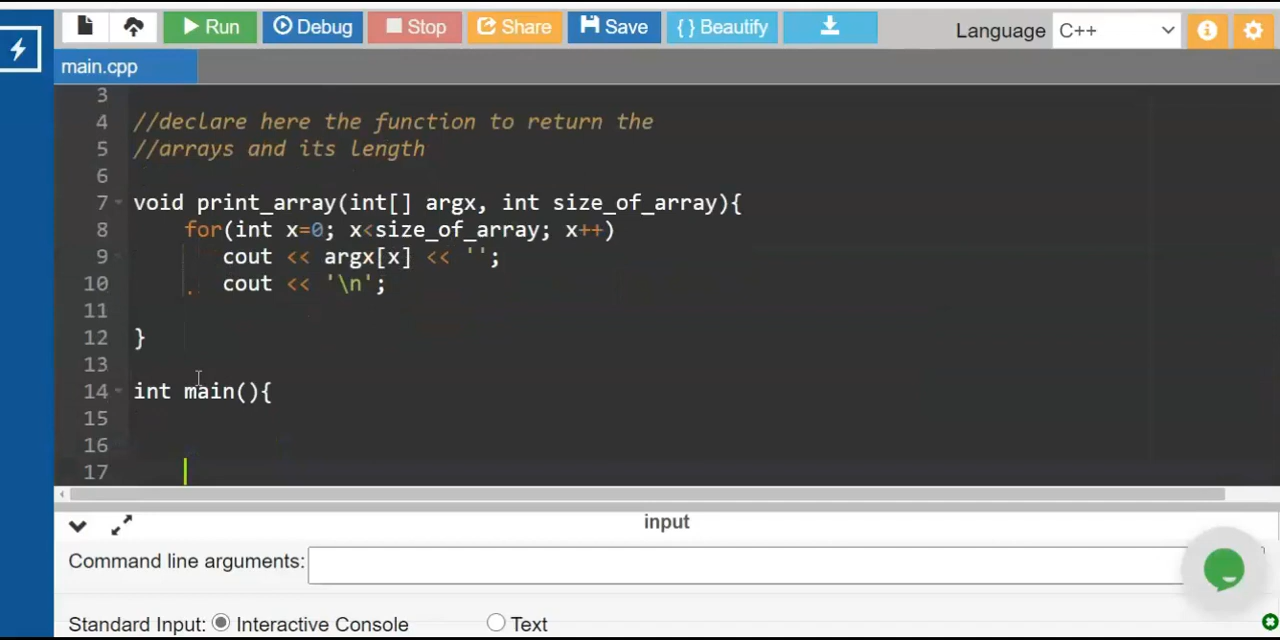 Run Debug Stop Share Save { } Beautify Language C++
main.cpp
3
4 //declare here the function to return the
5 //arrays and its length
6
7 void print_array(int[] argx, int size_of_array){
8 for(int x=0; x<size_of_array; x++)
9 cout << argx[x] << '';
10 cout << '\n';
11
12 }
13
14 int main(){
15
16
17
input
Command line arguments:
Standard Input: Interactive Console Text